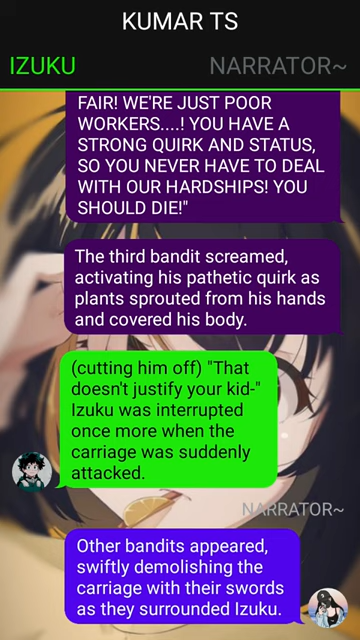 KUMAR TS
IZUKU
NARRATOR~
FAIR! WE'RE JUST POOR
WORKERS....! YOU HAVE A
STRONG QUIRK AND STATUS,
SO YOU NEVER HAVE TO DEAL
WITH OUR HARDSHIPS! YOU
SHOULD DIE!"
The third bandit screamed,
activating his pathetic quirk as
plants sprouted from his hands
and covered his body.
(cutting him off) "That
doesn't justify your kid-"
Izuku was interrupted
once more when the
carriage was suddenly
attacked.
NARRATOR~
Other bandits appeared,
swiftly demolishing the
carriage with their swords
as they surrounded Izuku.